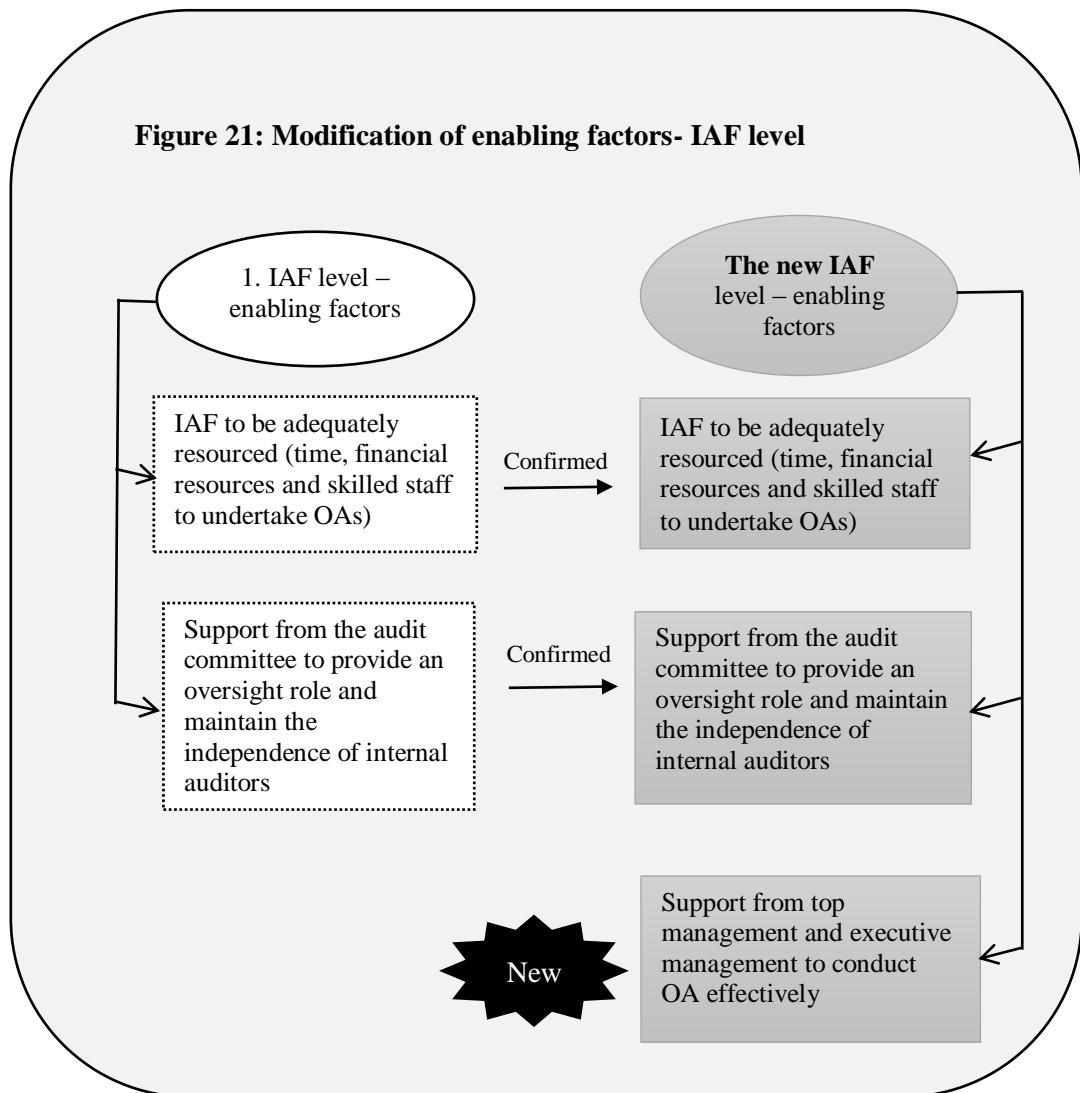 Figure 21: Modification of enabling factors- IAF level
1. IAF level –
enabling factors
The new IAF
level – enabling
factors
IAF to be adequately
resourced (time, financial
resources and skilled staff
to undertake OAs)
Confirmed
IAF to be adequately
resourced (time, financial
resources and skilled staff
to undertake OAs)
Support from the audit
committee to provide an
oversight role and
maintain the
independence of internal
auditors
Confirmed
Support from the audit
committee to provide an
oversight role and maintain
the independence of
internal auditors
New
Support from top
management and executive
management to conduct
OA effectively